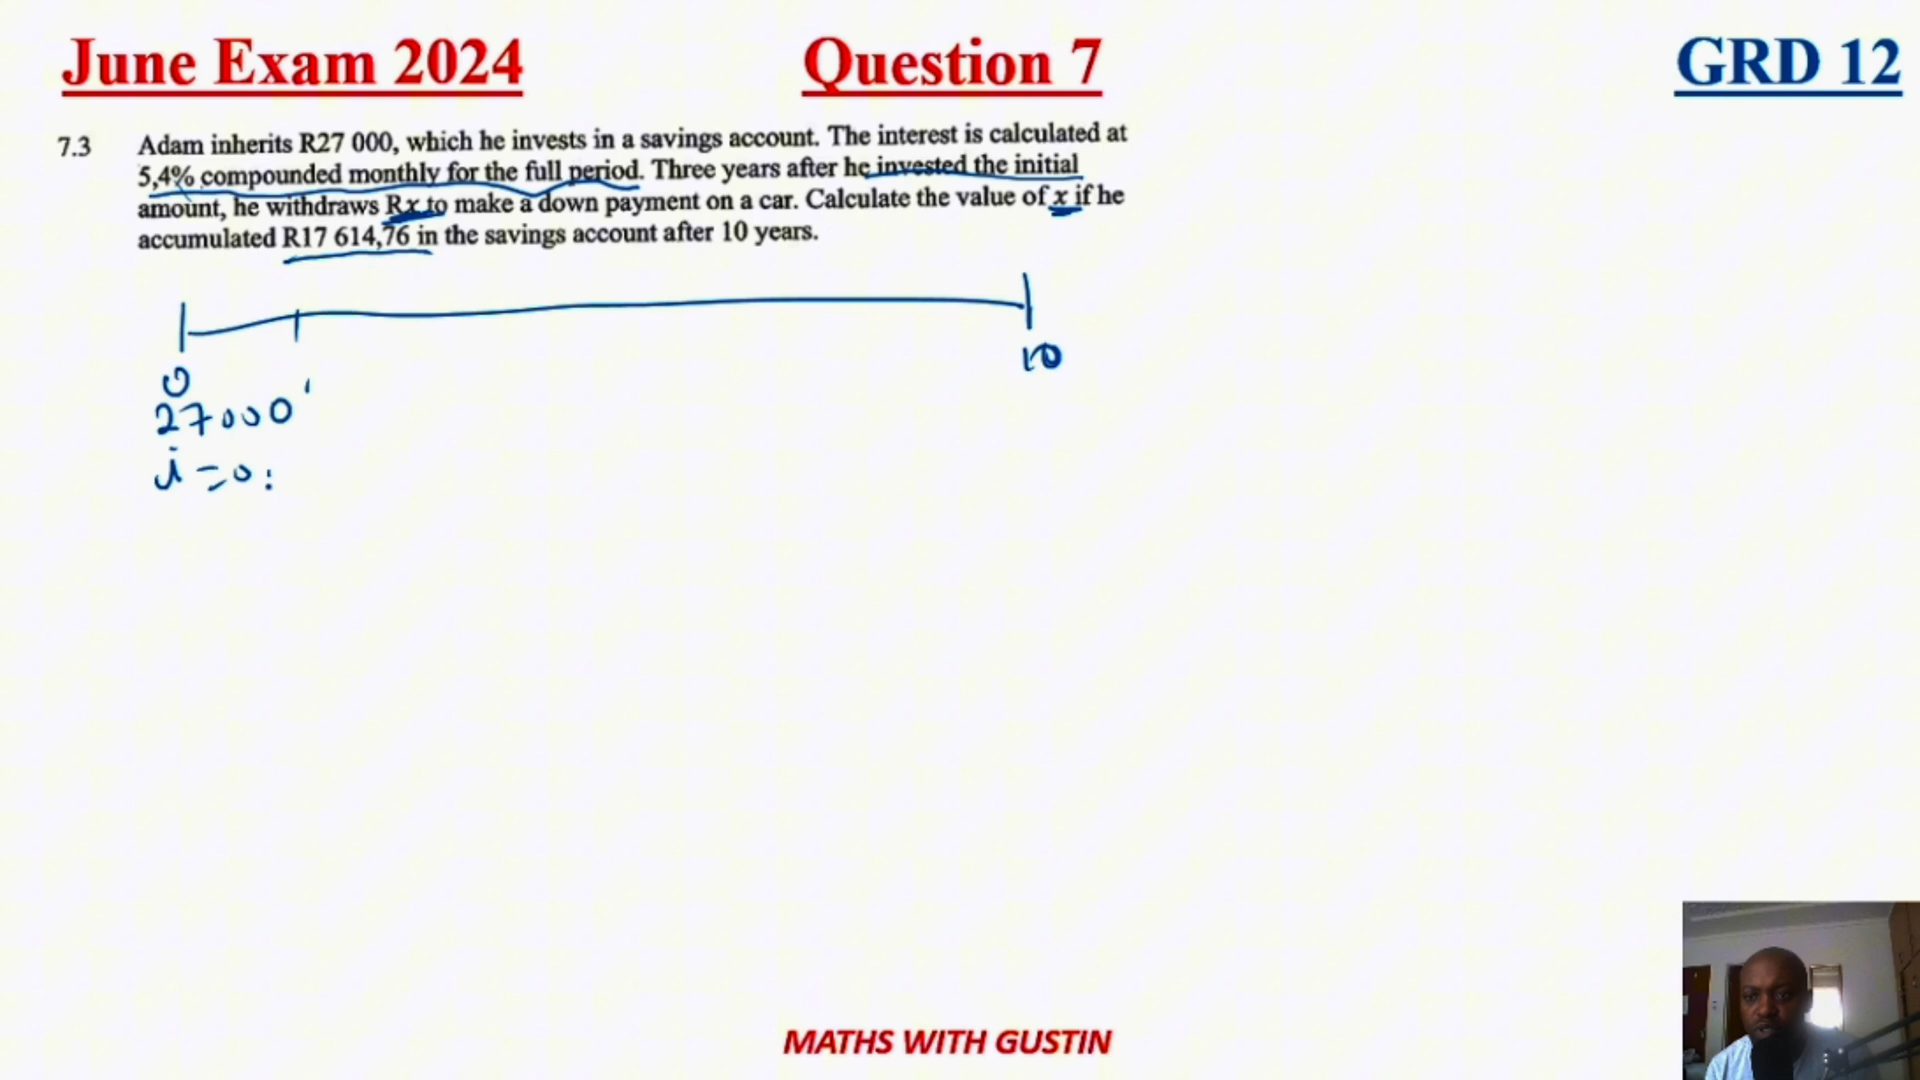 June Exam 2024 Question 7 GRD 12
7.3 Adam inherits R27 000, which he invests in a savings account. The interest is calculated at
5,4% compounded monthly for the full period. Three years after he invested the initial
amount, he withdraws Rx to make a down payment on a car. Calculate the value of x if he
accumulated R17 614,76 in the savings account after 10 years.
0 10
27000
i = 0.
MATHS WITH GUSTIN